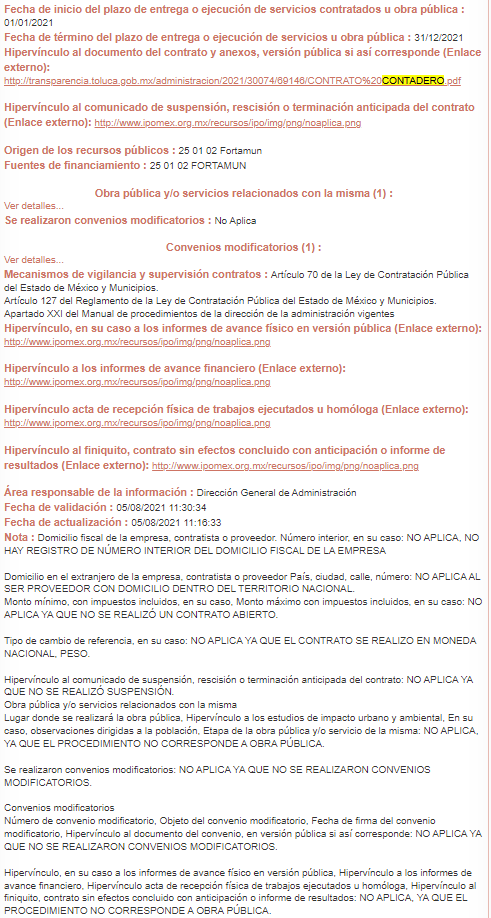 Fecha de inicio del plazo de entrega o ejecución de servicios contratados u obra pública :
01/01/2021
Fecha de término del plazo de entrega o ejecución de servicios u obra pública : 31/12/2021
Hipervínculo al documento del contrato y anexos, versión pública si así corresponde (Enlace
externo):
http://transparencia.toluca.gob.mx/administracion/2021/30074/69146/CONTRATO%20CONTADERO.pdf
Hipervínculo al comunicado de suspensión, rescisión o terminación anticipada del contrato
(Enlace externo): http://www.ipomex.org.mx/recursos/ipo/img/png/noaplica.png
Origen de los recursos públicos : 25 01 02 Fortamun
Fuentes de financiamiento : 25 01 02 FORTAMUN
Obra pública y/o servicios relacionados con la misma (1) :
Ver detalles...
Se realizaron convenios modificatorios : No Aplica
Convenios modificatorios (1) :
Ver detalles...
Mecanismos de vigilancia y supervisión contratos : Artículo 70 de la Ley de Contratación Pública
del Estado de México y Municipios.
Artículo 127 del Reglamento de la Ley de Contratación Pública del Estado de México y Municipios.
Apartado XXI del Manual de procedimientos de la dirección de la administración vigentes
Hipervínculo, en su caso a los informes de avance físico en versión pública (Enlace externo):
http://www.ipomex.org.mx/recursos/ipo/img/png/noaplica.png
Hipervínculo a los informes de avance financiero (Enlace externo):
http://www.ipomex.org.mx/recursos/ipo/img/png/noaplica.png
Hipervínculo acta de recepción física de trabajos ejecutados u homóloga (Enlace externo):
http://www.ipomex.org.mx/recursos/ipo/img/png/noaplica.png
Hipervínculo al finiquito, contrato sin efectos concluido con anticipación o informe de
resultados (Enlace externo): http://www.ipomex.org.mx/recursos/ipo/img/png/noaplica.png
Área responsable de la información : Dirección General de Administración
Fecha de validación : 05/08/2021 11:30:34
Fecha de actualización : 05/08/2021 11:16:33
Nota : Domicilio fiscal de la empresa, contratista o proveedor. Número interior, en su caso: NO APLICA, NO
HAY REGISTRO DE NÚMERO INTERIOR DEL DOMICILIO FISCAL DE LA EMPRESA
Domicilio en el extranjero de la empresa, contratista o proveedor País, ciudad, calle, número: NO APLICA AL
SER PROVEEDOR CON DOMICILIO DENTRO DEL TERRITORIO NACIONAL.
Monto mínimo, con impuestos incluidos, en su caso, Monto máximo con impuestos incluidos, en su caso: NO
APLICA YA QUE NO SE REALIZÓ UN CONTRATO ABIERTO.
Tipo de cambio de referencia, en su caso: NO APLICA YA QUE EL CONTRATO SE REALIZO EN MONEDA
NACIONAL, PESO.
Hipervínculo al comunicado de suspensión, rescisión o terminación anticipada del contrato: NO APLICA YA
QUE NO SE REALIZÓ SUSPENSIÓN.
Obra pública y/o servicios relacionados con la misma
Lugar donde se realizará la obra pública, Hipervínculo a los estudios de impacto urbano y ambiental, En su
caso, observaciones dirigidas a la población, Etapa de la obra pública y/o servicio de la misma: NO APLICA,
YA QUE EL PROCEDIMIENTO NO CORRESPONDE A OBRA PÚBLICA.
Se realizaron convenios modificatorios: NO APLICA YA QUE NO SE REALIZARON CONVENIOS
MODIFICATORIOS.
Convenios modificatorios
Número de convenio modificatorio, Objeto del convenio modificatorio, Fecha de firma del convenio
modificatorio, Hipervínculo al documento del convenio, en versión pública si así corresponde: NO APLICA YA
QUE NO SE REALIZARON CONVENIOS MODIFICATORIOS.
Hipervínculo, en su caso a los informes de avance físico en versión pública, Hipervínculo a los informes de
avance financiero, Hipervínculo acta de recepción física de trabajos ejecutados u homóloga, Hipervínculo al
finiquito, contrato sin efectos concluido con anticipación o informe de resultados: NO APLICA, YA QUE EL
PROCEDIMIENTO NO CORRESPONDE A OBRA PÚBLICA.